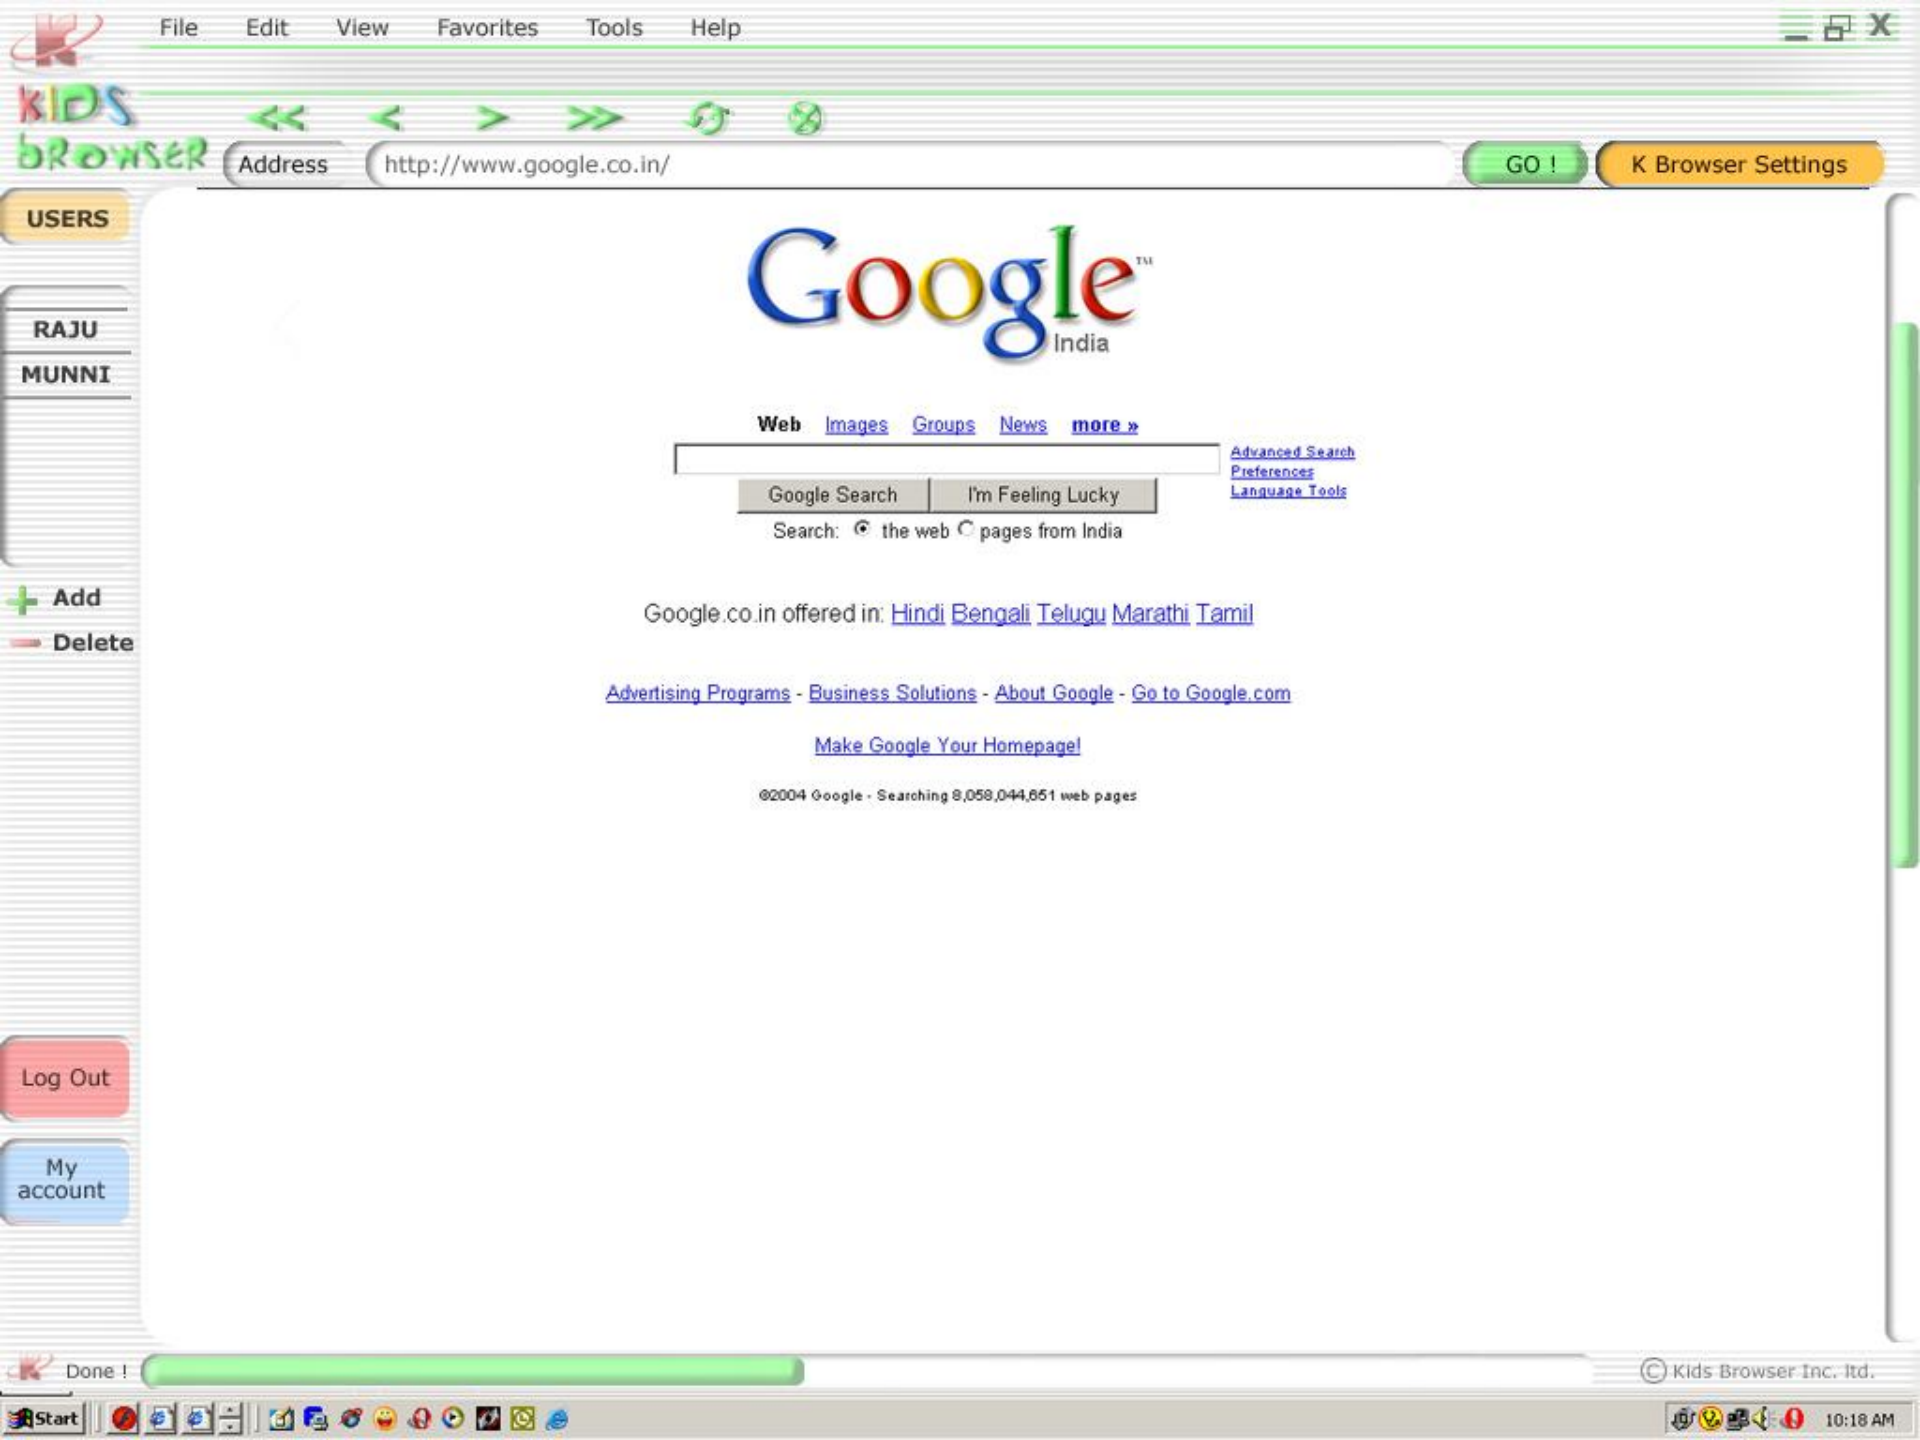 File Edit View Favorites Tools Help
KIDS
BROWSER
Address http://www.google.co.in/ GO ! K Browser Settings
USERS
RAJU
MUNNI
Add
Delete
Log Out
My
account
Google™
India
Web Images Groups News more »
Advanced Search
Preferences
Language Tools
Google Search I'm Feeling Lucky
Search: the web pages from India
Google.co.in offered in: Hindi Bengali Telugu Marathi Tamil
Advertising Programs - Business Solutions - About Google - Go to Google.com
Make Google Your Homepage!
©2004 Google - Searching 8,058,044,651 web pages
Done ! © Kids Browser Inc. ltd.
Start 10:18 AM